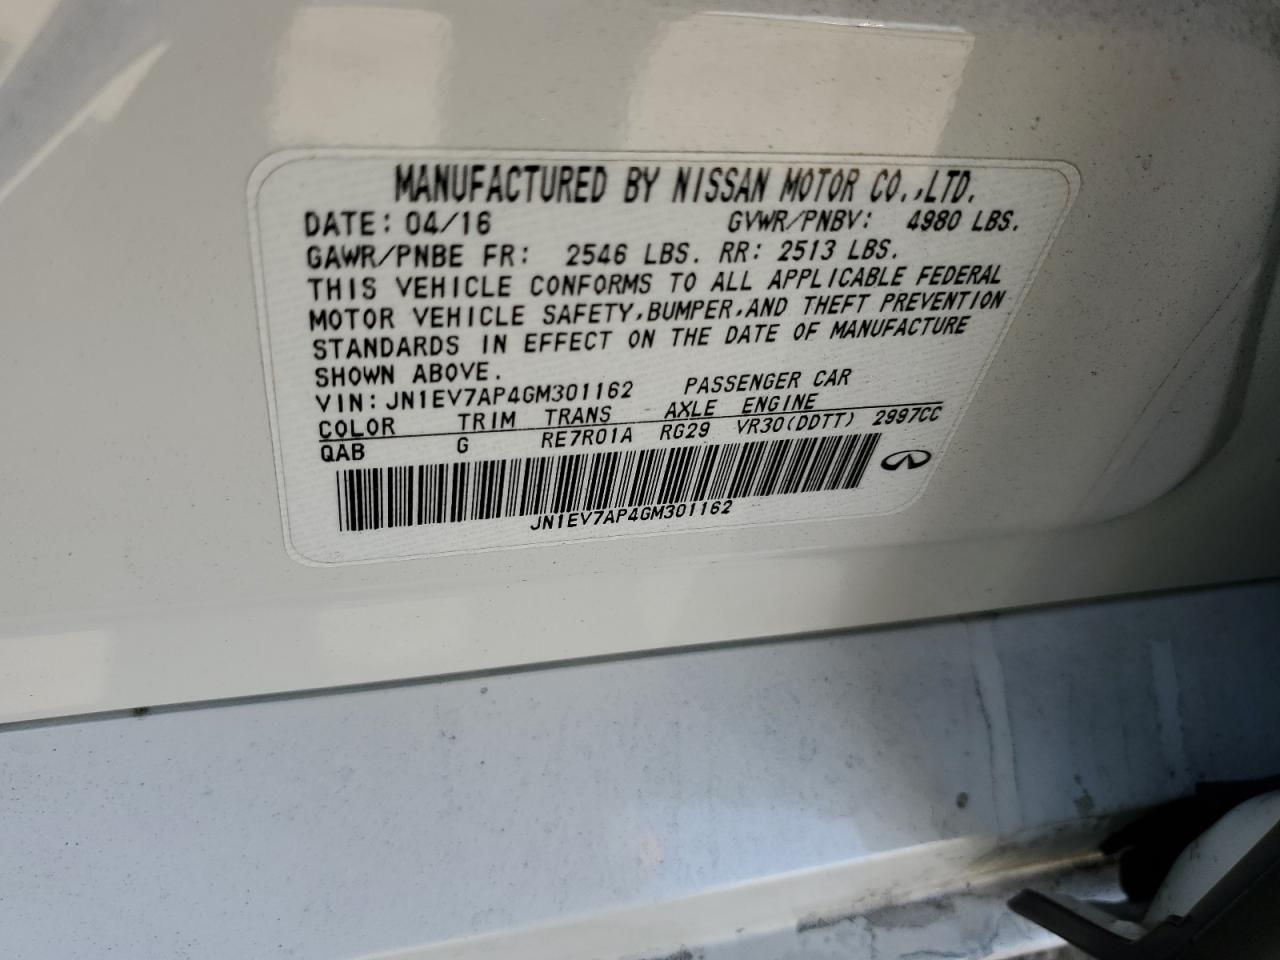 MANUFACTURED BY NISSAN MOTOR CO.,LTD.
DATE: 04/16 GVWR/PNBV: 4980 LBS.
GAWR/PNBE FR: 2546 LBS. RR: 2513 LBS.
THIS VEHICLE CONFORMS TO ALL APPLICABLE FEDERAL
MOTOR VEHICLE SAFETY,BUMPER,AND THEFT PREVENTION
STANDARDS IN EFFECT ON THE DATE OF MANUFACTURE
SHOWN ABOVE.
VIN: JN1EV7AP4GM301162 PASSENGER CAR
COLOR TRIM TRANS AXLE ENGINE
QAB G RE7R01A RG29 VR30(DDTT) 2997CC
JN1EV7AP4GM301162